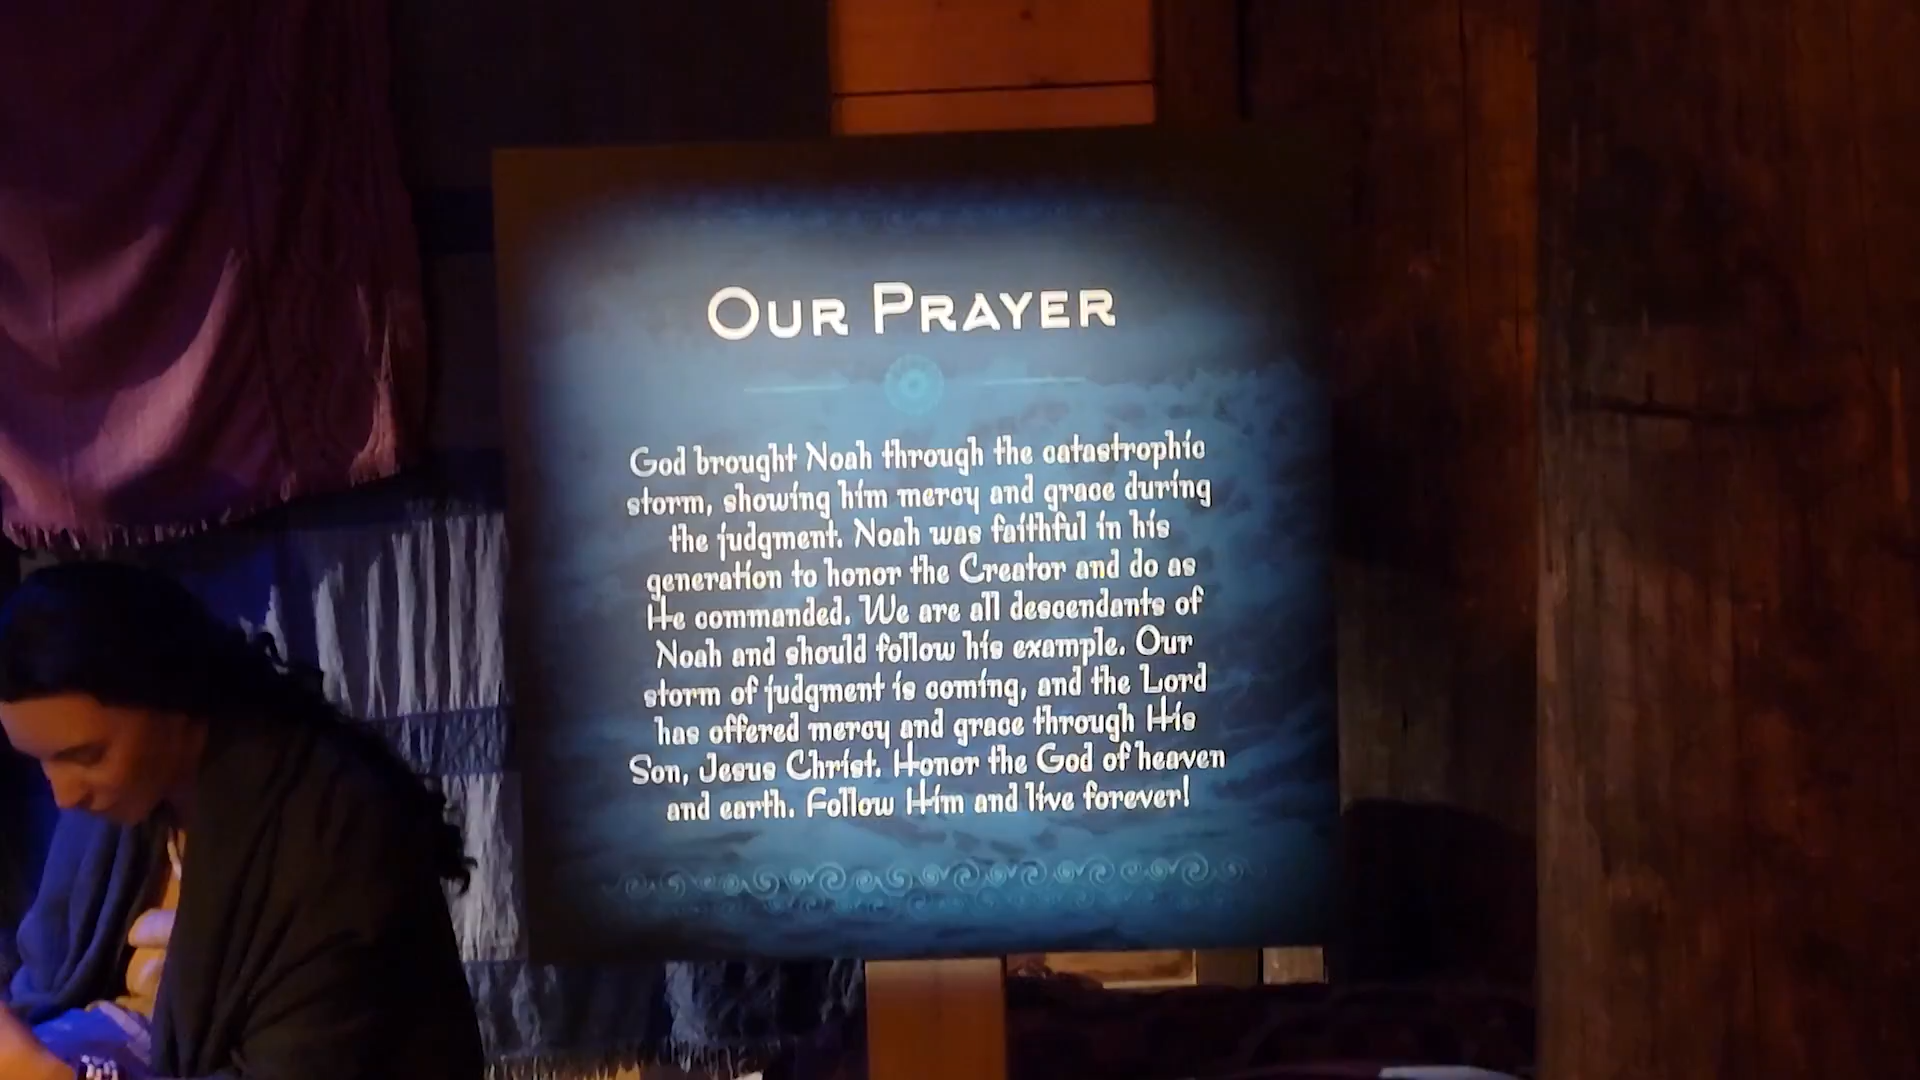 OUR PRAYER
God brought Noah through the catastrophic
storm, showing him mercy and grace during
the judgment. Noah was faithful in his
generation to honor the Creator and do as
He commanded. We are all descendants of
Noah and should follow his example. Our
storm of judgment is coming, and the Lord
has offered mercy and grace through His
Son, Jesus Christ. Honor the God of heaven
and earth. Follow Him and live forever!